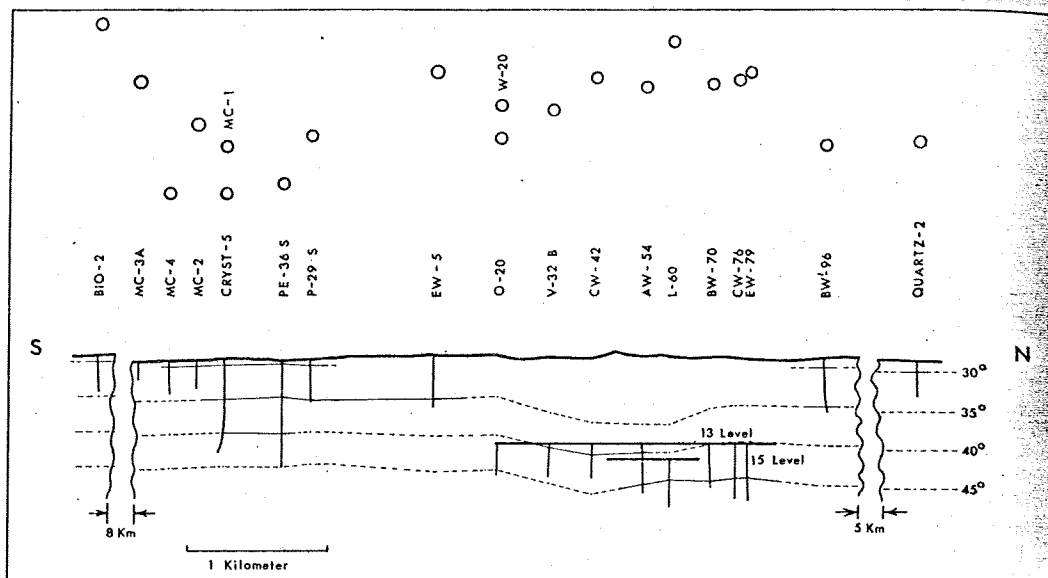 W-20
MC-1
BIO-2
MC-3A
MC-4
MC-2
CRYST-5
PE-36 S
P-29 S
EW-5
O-20
V-32 B
CW-42
AW-54
L-60
BW-70
CW-76
EW-79
BW-96
QUARTZ-2
S
N
30°
35°
13 Level
40°
15 Level
45°
8 Km
5 Km
1 Kilometer